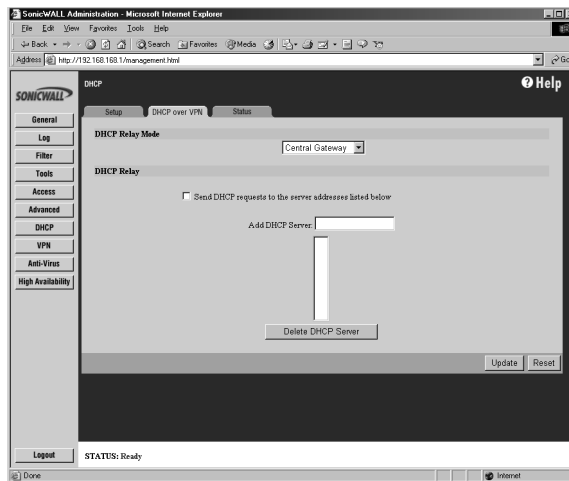 SonicWALL Administration - Microsoft Internet Explorer
File Edit View Favorites Tools Help
Back Search Favorites Media
Address http://192.168.168.1/management.html Go
SONICWALL
DHCP
? Help
Setup DHCP over VPN Status
General
Log
Filter
Tools
Access
Advanced
DHCP
VPN
Anti-Virus
High Availability
DHCP Relay Mode
Central Gateway
DHCP Relay
Send DHCP requests to the server addresses listed below
Add DHCP Server:
Delete DHCP Server
Update Reset
Logout
STATUS: Ready
Done Internet